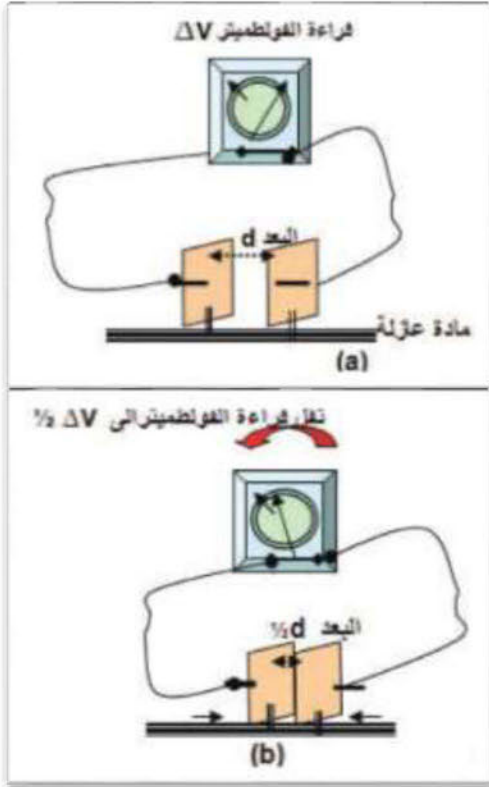 قراءة الفولطميتر ΔV
البعد d
مادة عازلة
(a)
تقل قراءة الفولطميتر الى ½ ΔV
البعد ½d
(b)